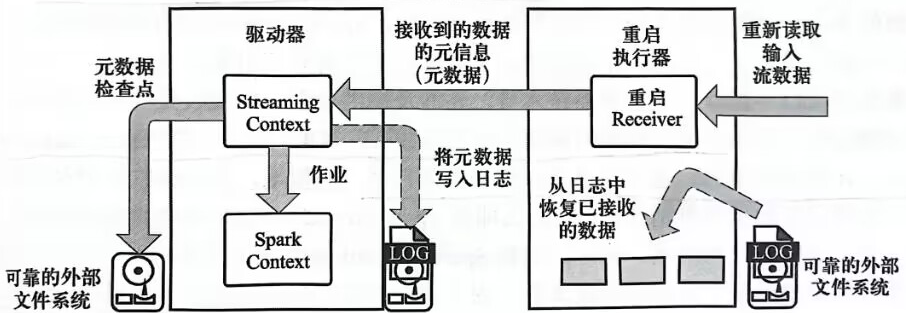 驱动器
接收到的数据
的元信息
(元数据)
重启
执行器
重新读取
输入
流数据
元数据
检查点
Streaming
Context
重启
Receiver
作业
将元数据
写入日志
从日志中
恢复已接收
的数据
Spark
Context
LOG
LOG
可靠的外部
文件系统
可靠的外部
文件系统